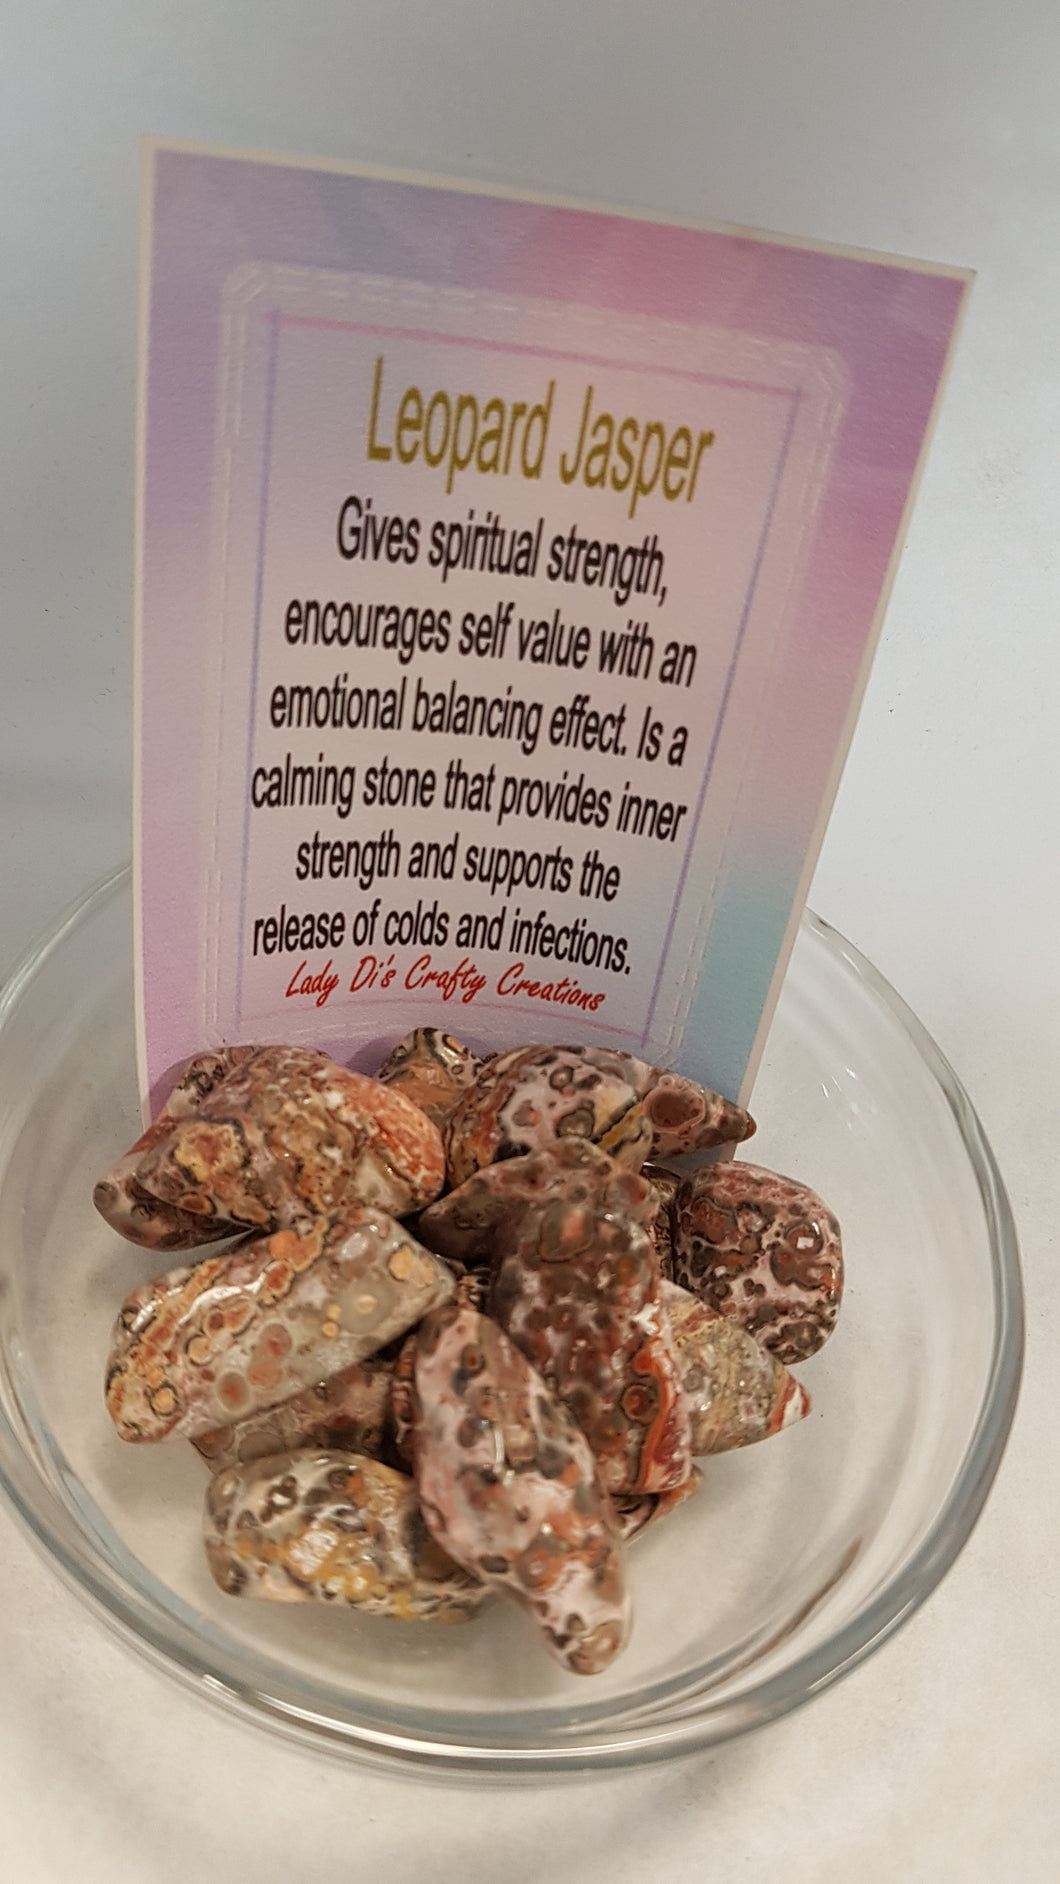 Leopard Jasper
Gives spiritual strength,
encourages self value with an
emotional balancing effect. Is a
calming stone that provides inner
strength and supports the
release of colds and infections.
Lady Di's Crafty Creations